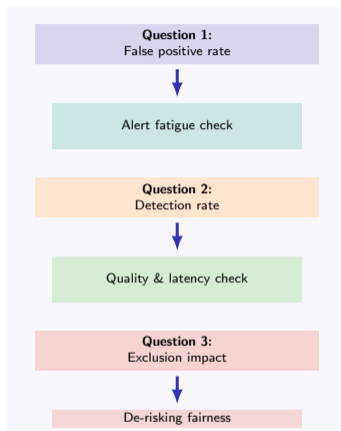 Question 1:
False positive rate
Alert fatigue check
Question 2:
Detection rate
Quality & latency check
Question 3:
Exclusion impact
De-risking fairness